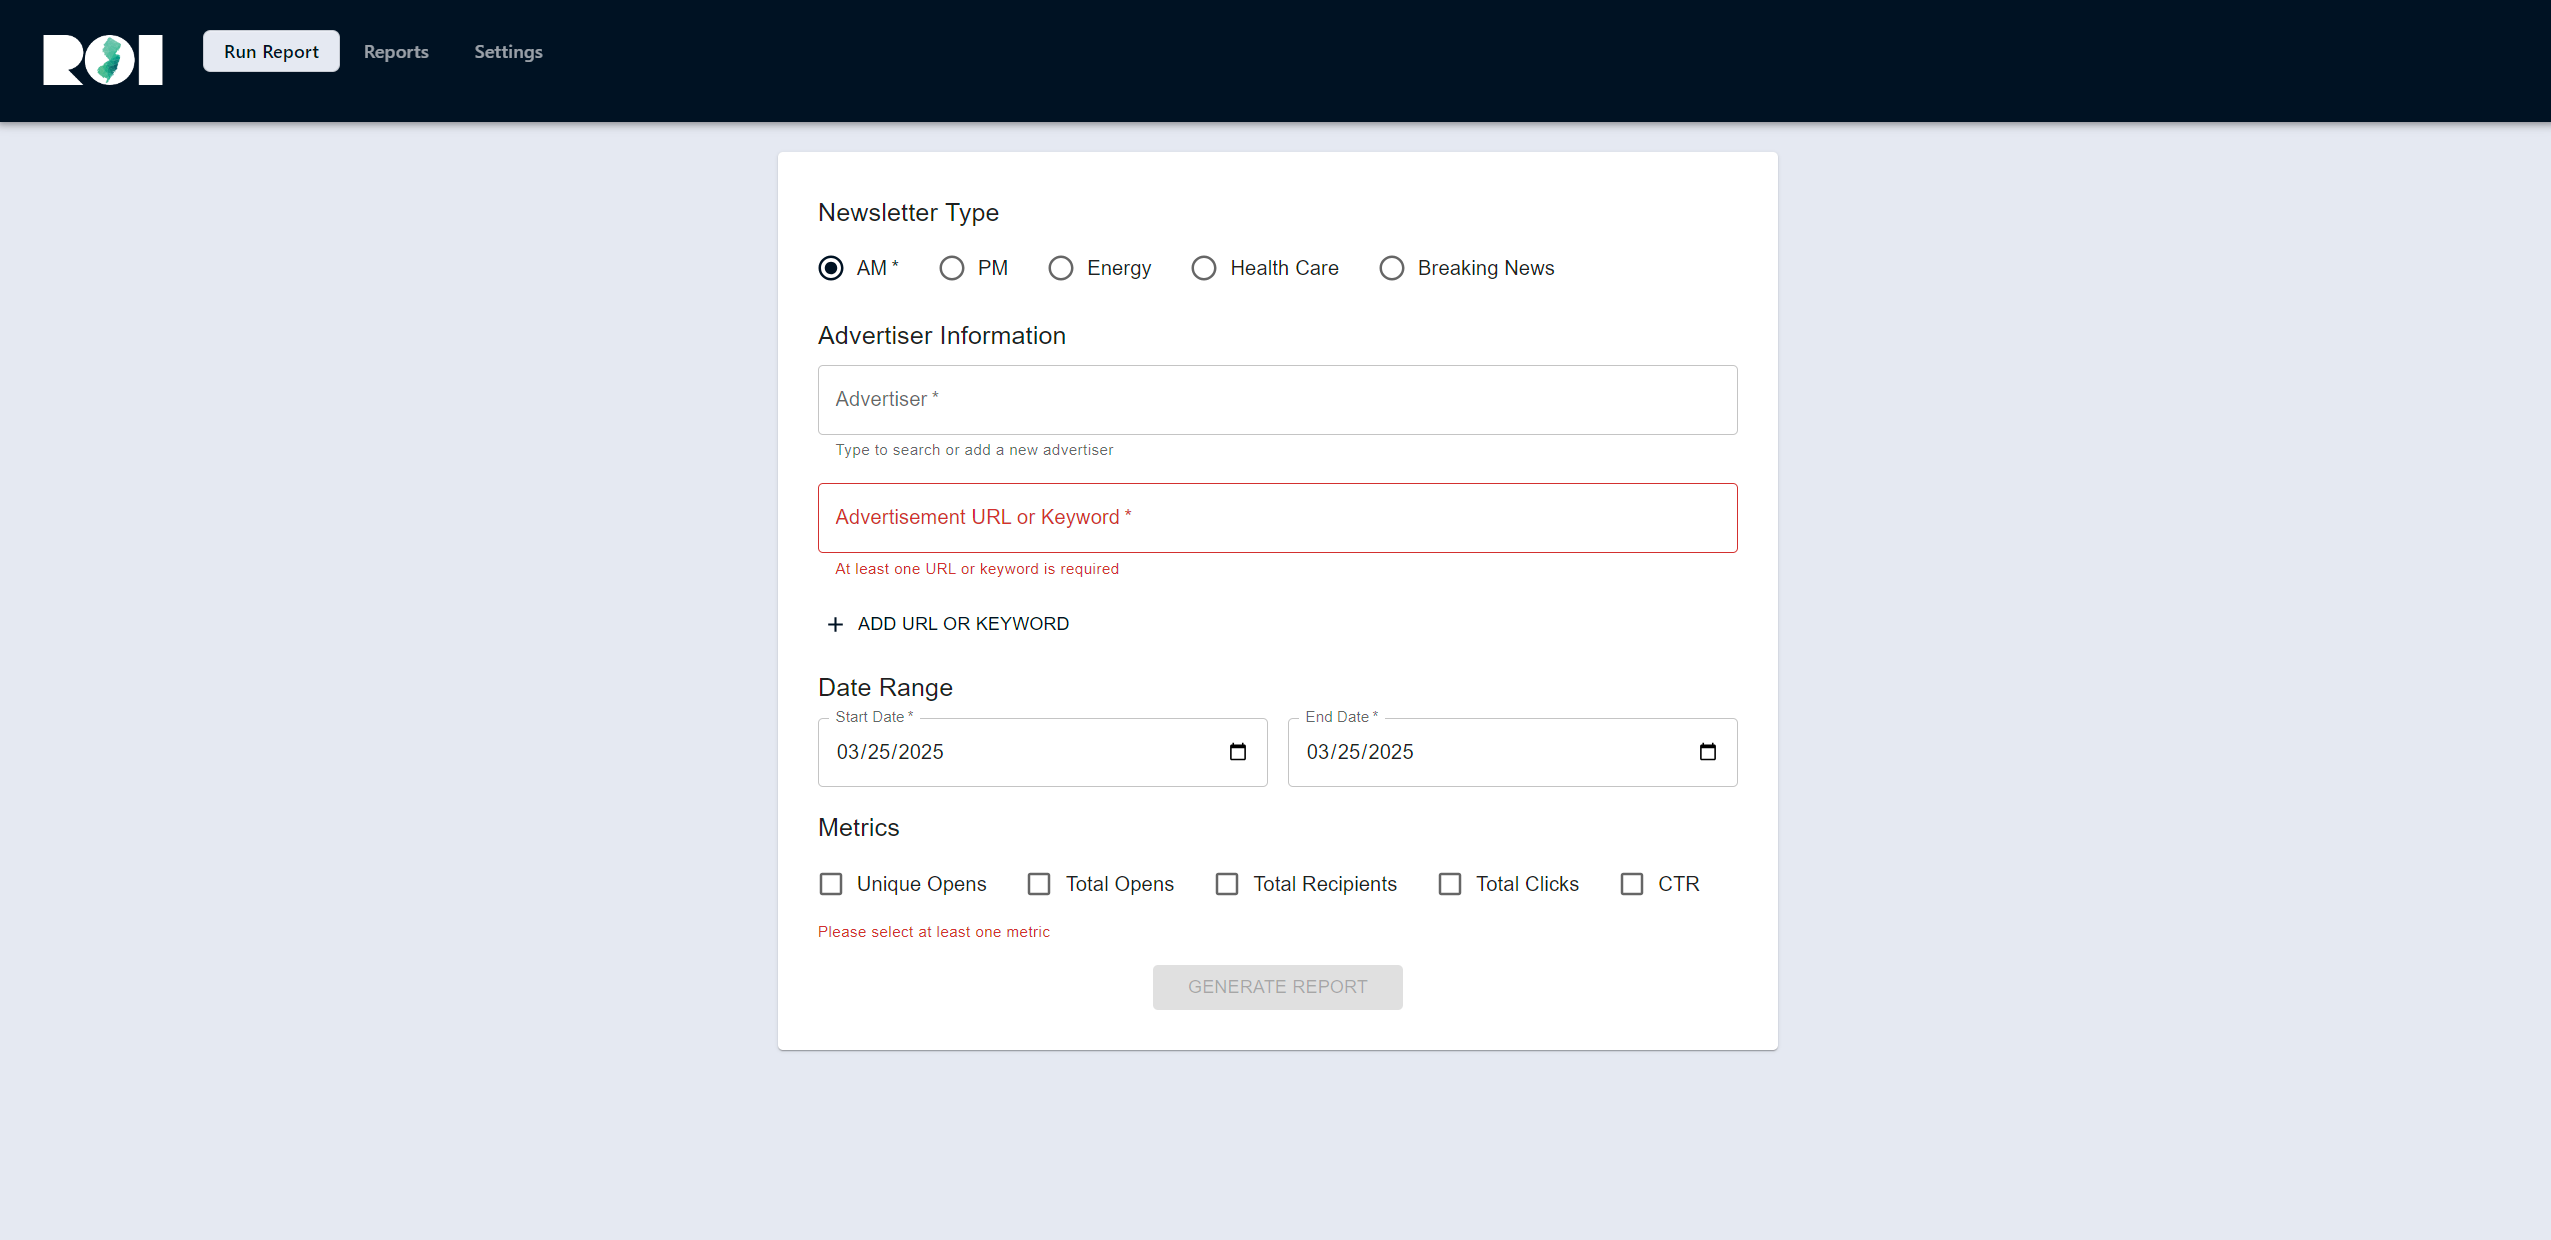 ROI
Run Report
Reports
Settings
Newsletter Type
AM *
PM
Energy
Health Care
Breaking News
Advertiser Information
Advertiser *
Type to search or add a new advertiser
Advertisement URL or Keyword *
At least one URL or keyword is required
+ ADD URL OR KEYWORD
Date Range
Start Date *
03/25/2025
End Date *
03/25/2025
Metrics
Unique Opens
Total Opens
Total Recipients
Total Clicks
CTR
Please select at least one metric
GENERATE REPORT